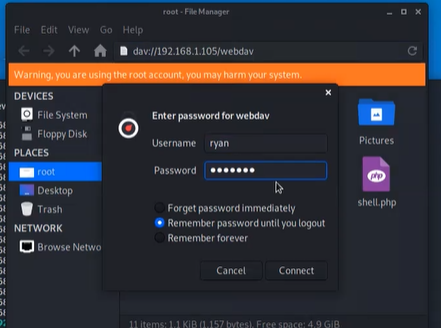 root - File Manager
File Edit View Go Help
dav://192.168.1.105/webdav
Warning, you are using the root account, you may harm your system.
DEVICES
File System
Floppy Disk
PLACES
root
Desktop
Trash
NETWORK
Browse Netwo
Enter password for webdav
Username ryan
Password •••••••
Forget password immediately
Remember password until you logout
Remember forever
Cancel Connect
Pictures
php
shell.php
11 items: 1.1 KiB (1,157 bytes), Free space: 4.9 GiB